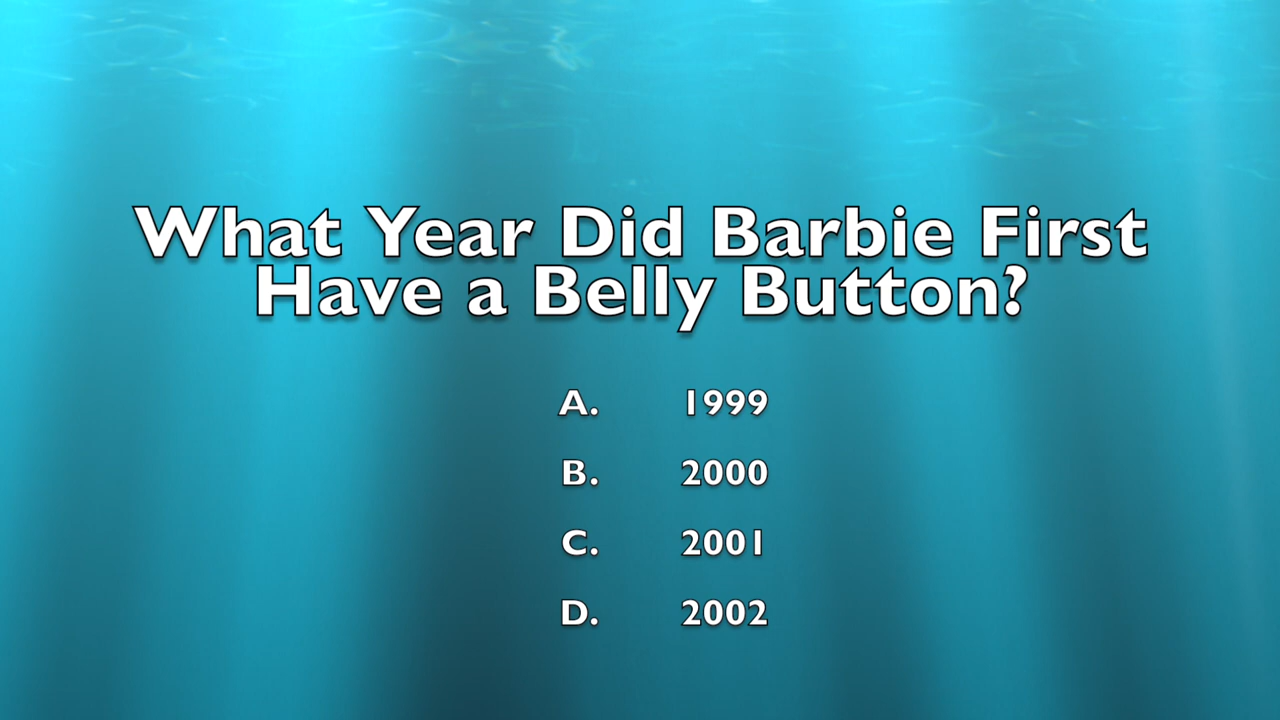 What Year Did Barbie First
Have a Belly Button?
A. 1999
B. 2000
C. 2001
D. 2002